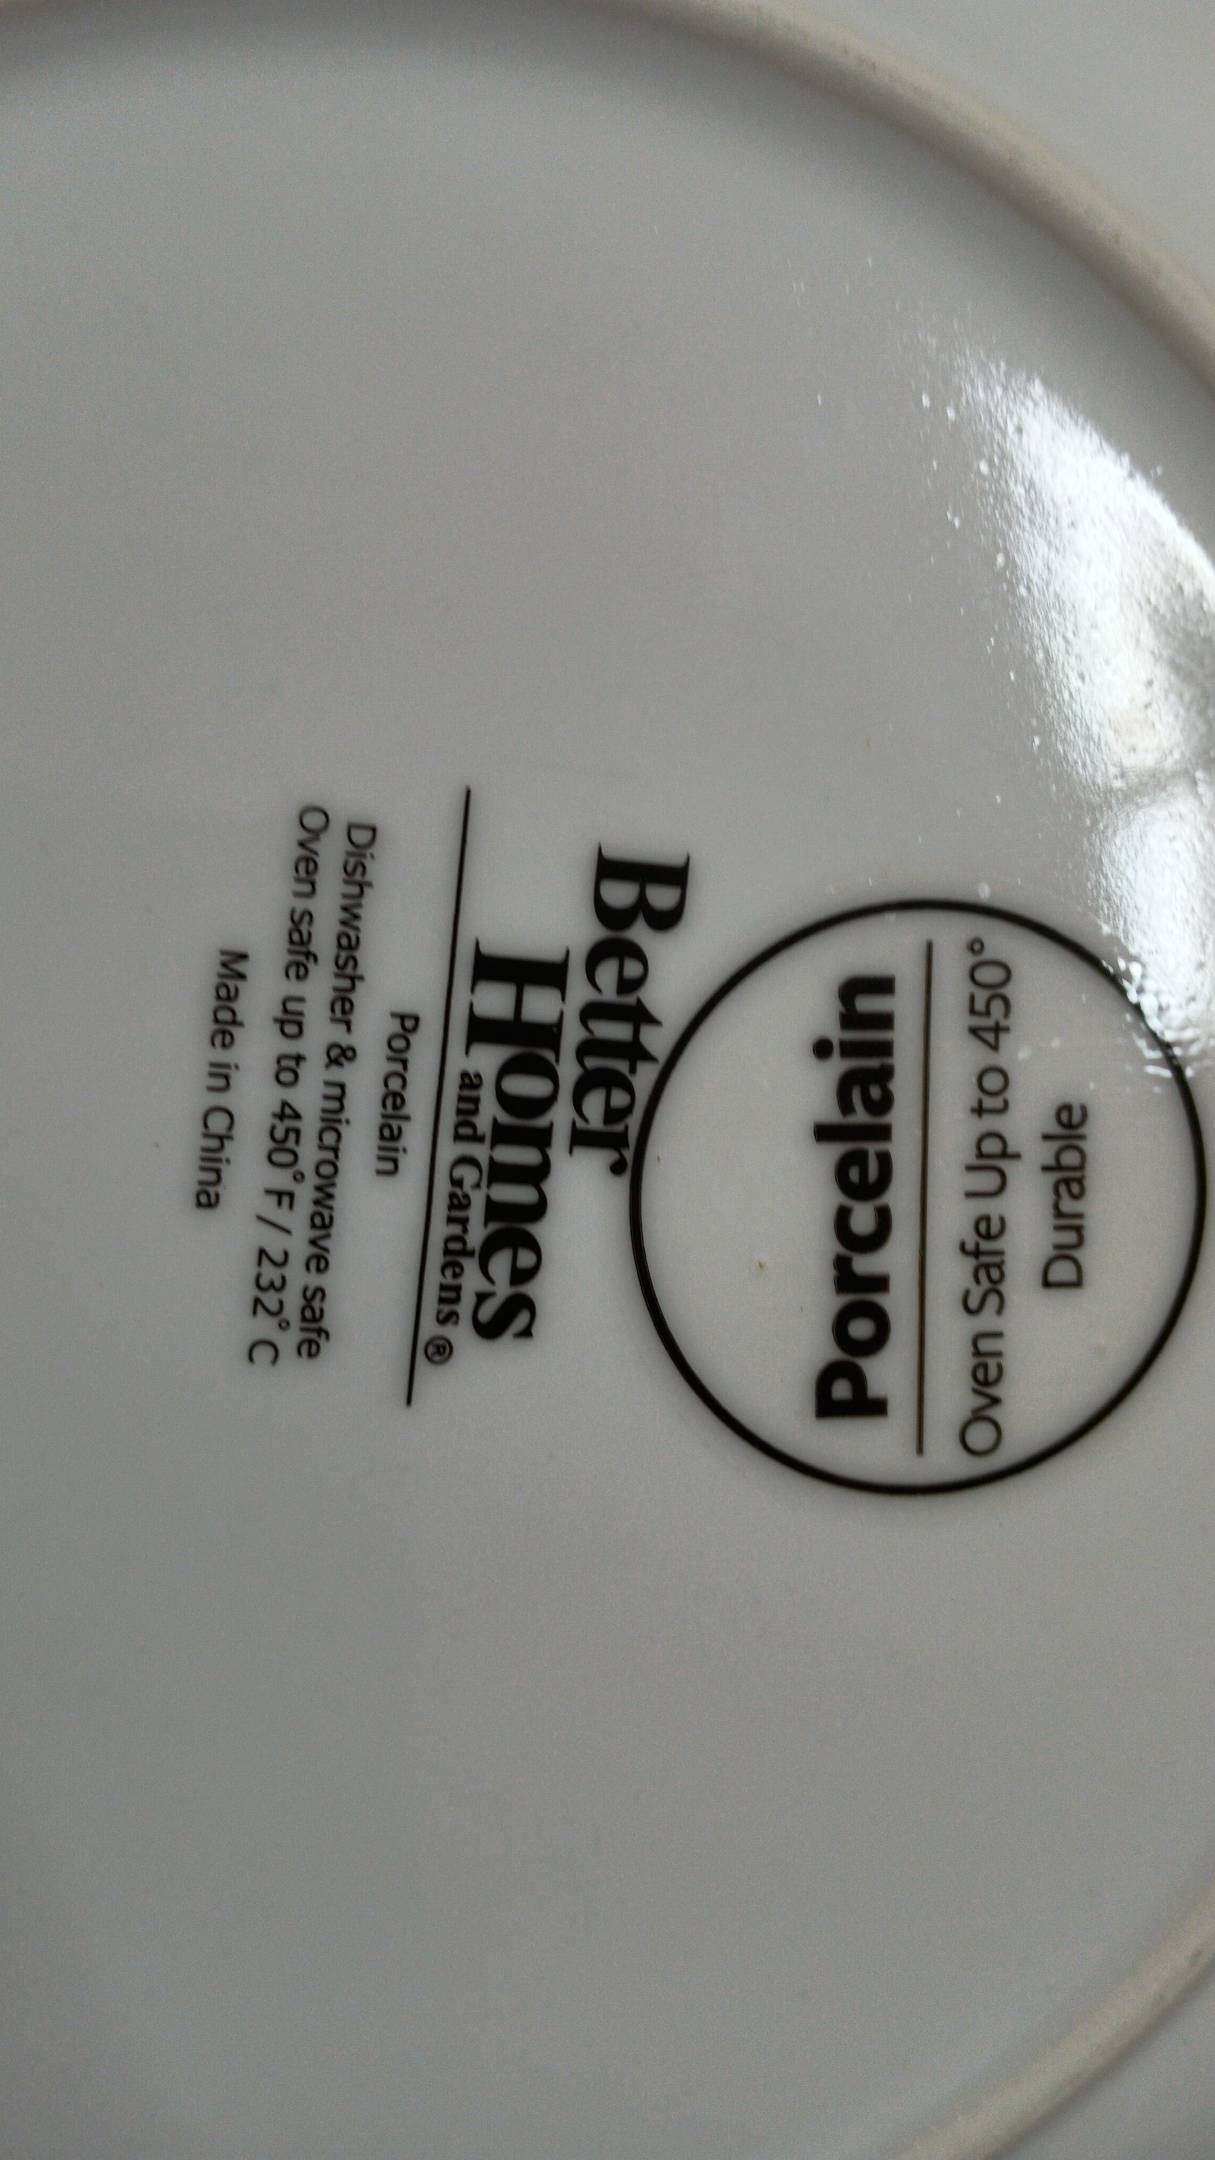 Better
Homes
and Gardens®
Porcelain
Dishwasher & microwave safe
Oven safe up to 450°F / 232°C
Made in China
Porcelain
Oven Safe Up to 450°
Durable